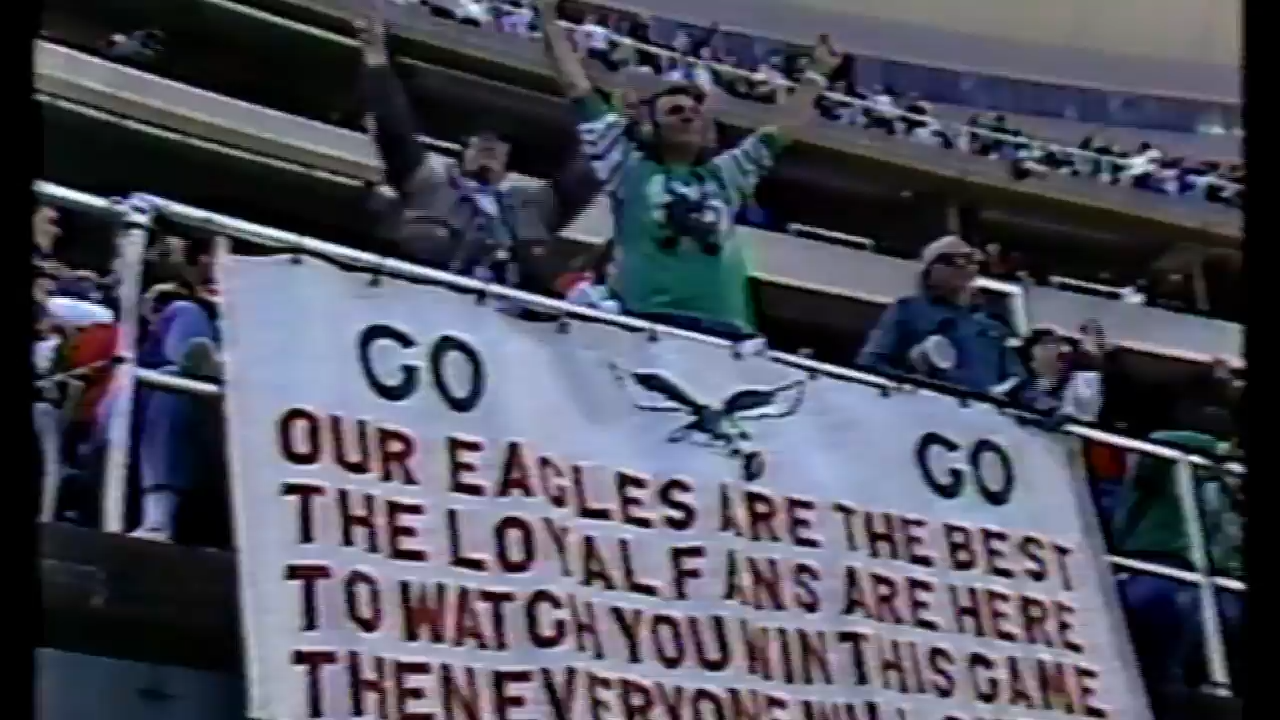 GO GO
OUR EAGLES ARE THE BEST
THE LOYAL FANS ARE HERE
TO WATCH YOU WIN THIS GAME
THEN EVERYONE WILL